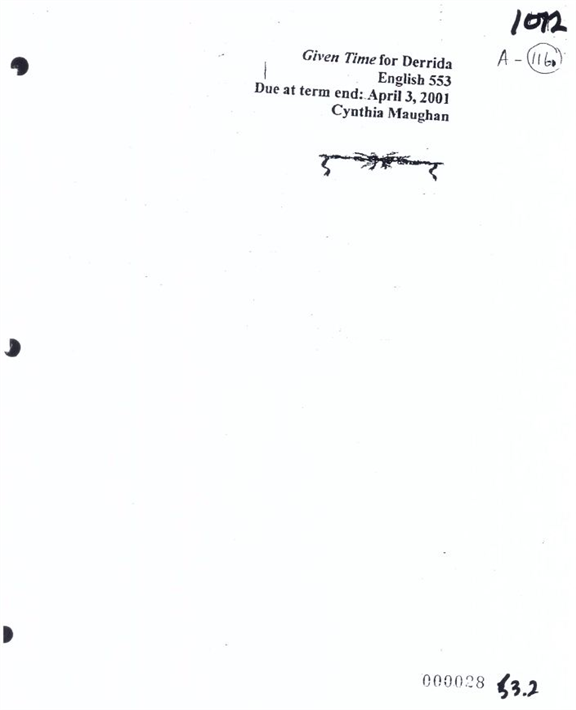 1072
A - 116
Given Time for Derrida
English 553
Due at term end: April 3, 2001
Cynthia Maughan
000028
53.2